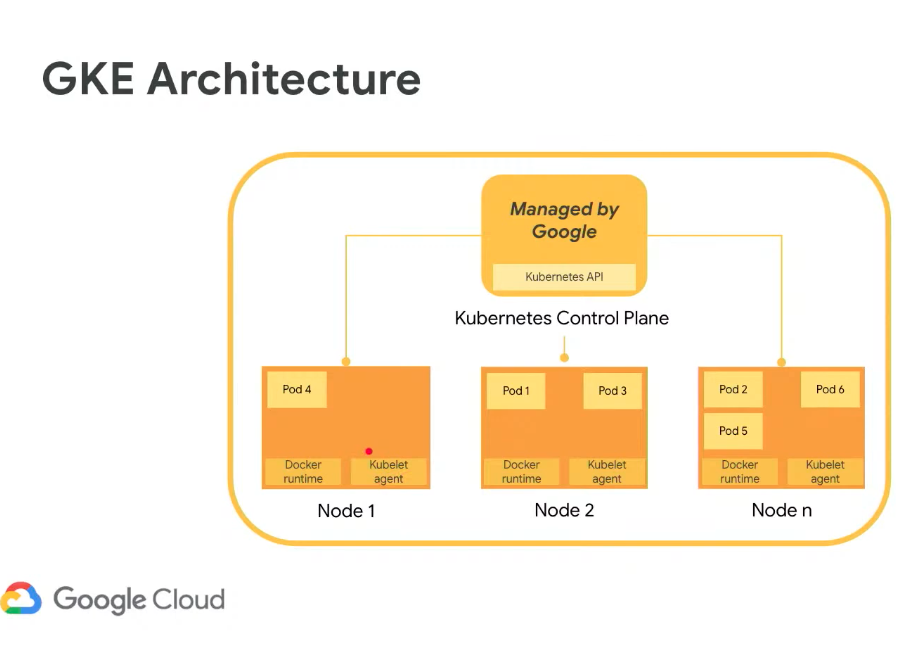 GKE Architecture
Managed by
Google
Kubernetes API
Kubernetes Control Plane
Pod 4
Docker
runtime
Kubelet
agent
Node 1
Pod 1
Pod 3
Docker
runtime
Kubelet
agent
Node 2
Pod 2
Pod 6
Pod 5
Docker
runtime
Kubelet
agent
Node n
Google Cloud